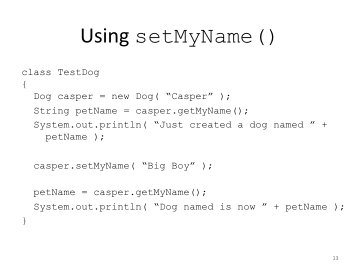 Using setMyName()
class TestDog
{
Dog casper = new Dog( “Casper” );
String petName = casper.getMyName();
System.out.println( “Just created a dog named ” +
petName );
casper.setMyName( “Big Boy” );
petName = casper.getMyName();
System.out.println( “Dog named is now ” + petName );
}
13